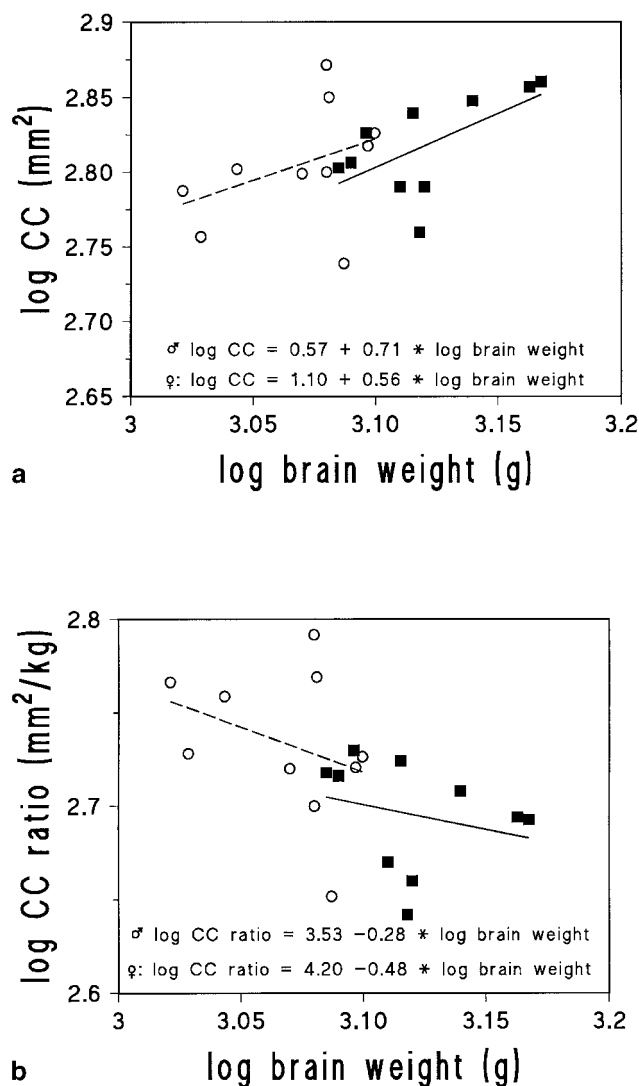 2.9
2.85
2.80
2.75
2.70
2.65
log CC (mm²)
♂ log CC = 0.57 + 0.71 * log brain weight
♀: log CC = 1.10 + 0.56 * log brain weight
3 3.05 3.10 3.15 3.2
log brain weight (g)
a
2.8
2.7
2.6
log CC ratio (mm²/kg)
♂ log CC ratio = 3.53 -0.28 * log brain weight
♀: log CC ratio = 4.20 -0.48 * log brain weight
3 3.05 3.10 3.15 3.2
log brain weight (g)
b